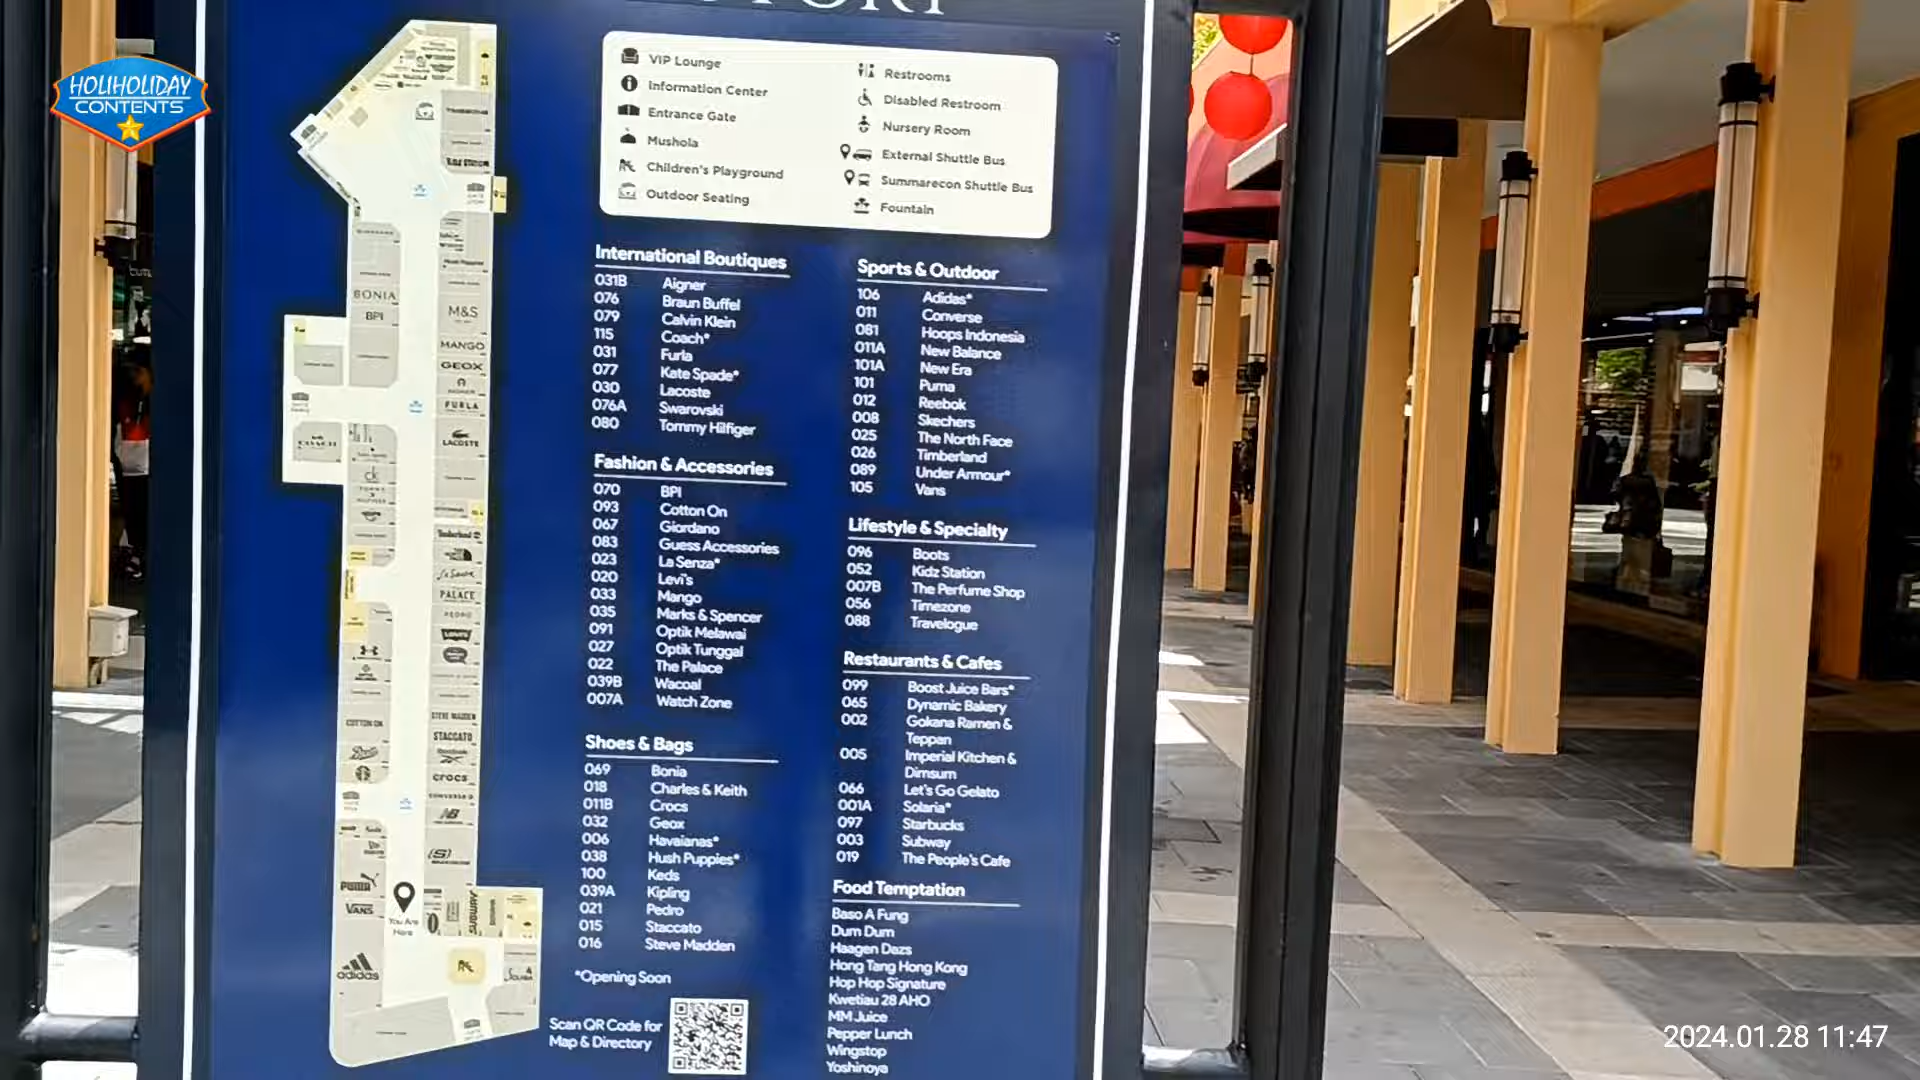 HOLIHOLIDAY
CONTENTS
VIP Lounge
Information Center
Entrance Gate
Mushola
Children's Playground
Outdoor Seating
Restrooms
Disabled Restroom
Nursery Room
External Shuttle Bus
Summarecon Shuttle Bus
Fountain
International Boutiques
031B Aigner
076 Braun Buffel
079 Calvin Klein
115 Coach*
031 Furla
077 Kate Spade*
030 Lacoste
076A Swarovski
080 Tommy Hilfiger
Fashion & Accessories
070 BPI
093 Cotton On
067 Giordano
083 Guess Accessories
023 La Senza*
020 Levi's
033 Mango
035 Marks & Spencer
091 Optik Melawai
027 Optik Tunggal
022 The Palace
039B Wacoal
007A Watch Zone
Shoes & Bags
069 Bonia
018 Charles & Keith
011B Crocs
032 Geox
006 Havaianas*
038 Hush Puppies*
100 Keds
039A Kipling
021 Pedro
015 Staccato
016 Steve Madden
*Opening Soon
Scan QR Code for
Map & Directory
Sports & Outdoor
106 Adidas*
011 Converse
081 Hoops Indonesia
011A New Balance
101A New Era
101 Puma
012 Reebok
008 Skechers
025 The North Face
026 Timberland
089 Under Armour*
105 Vans
Lifestyle & Specialty
096 Boots
052 Kidz Station
007B The Perfume Shop
056 Timezone
088 Travelogue
Restaurants & Cafes
099 Boost Juice Bars*
065 Dynamic Bakery
002 Gokana Ramen &
Teppan
005 Imperial Kitchen &
Dimsum
066 Let's Go Gelato
001A Solaria*
097 Starbucks
003 Subway
019 The People's Cafe
Food Temptation
Baso A Fung
Dum Dum
Haagen Dazs
Hong Tang Hong Kong
Hop Hop Signature
Kwetiau 28 AHO
MM Juice
Pepper Lunch
Wingstop
Yoshinoya
BONIA
BPI
M&S
MANGO
GEOX
FURLA
LACOSTE
COACH
ck
Timberland
La Senza
PALACE
PEDRO
COTTON ON
Boots
STEVE MADDEN
STACCATO
crocs
CONVERSE
NB
PUMA
VANS
You Are
Here
SUBWAY
adidas
2024.01.28 11:47